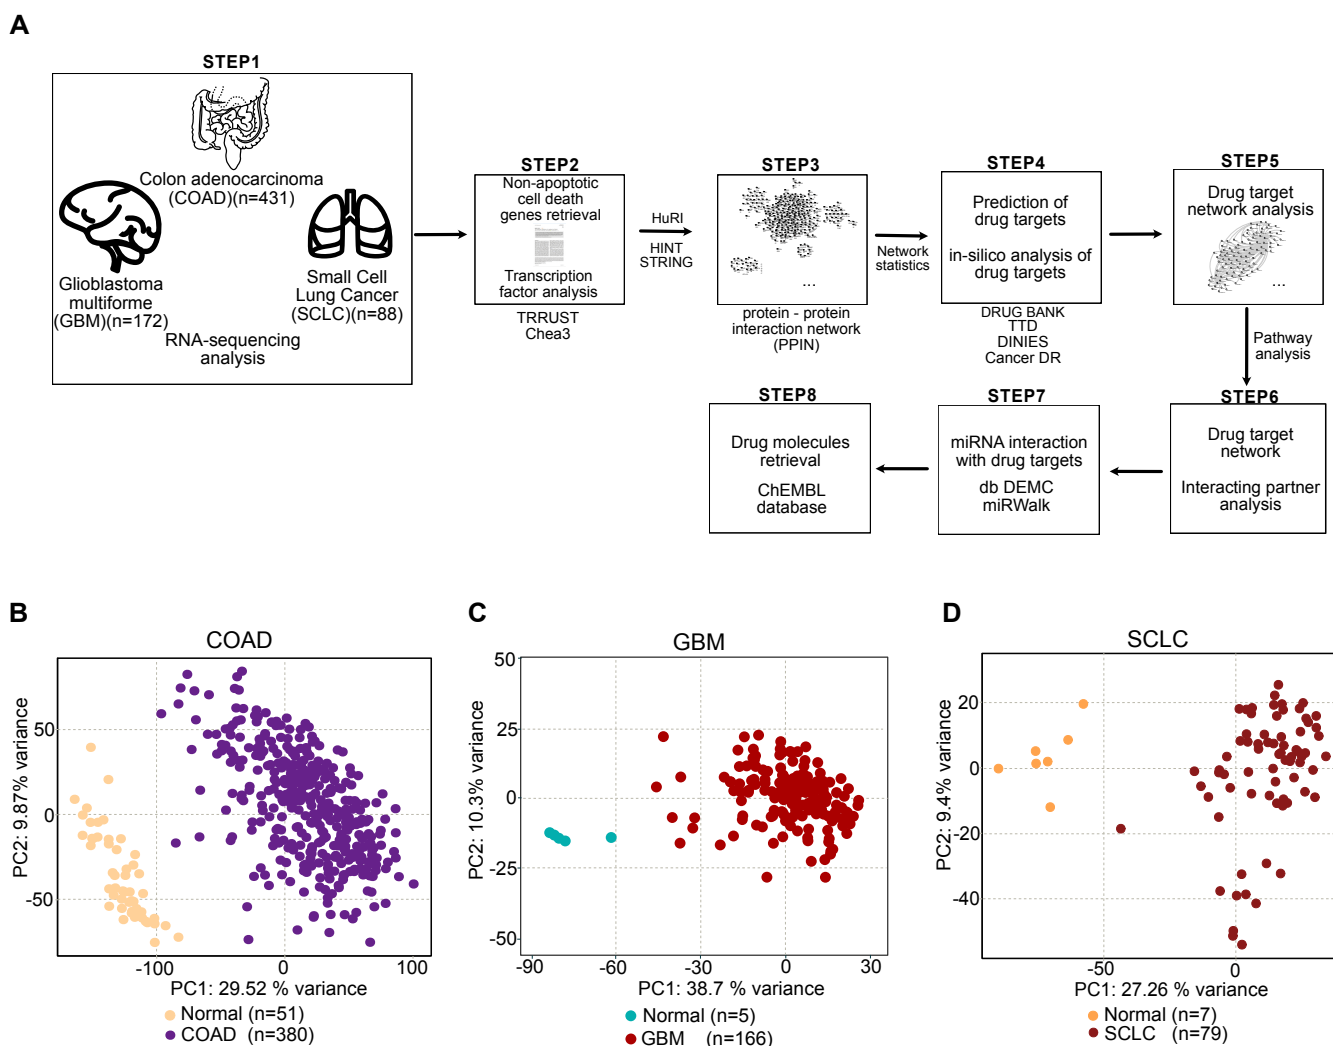 A
STEP1
Colon adenocarcinoma
(COAD)(n=431)
Glioblastoma
multiforme
(GBM)(n=172)
Small Cell
Lung Cancer
(SCLC)(n=88)
RNA-sequencing
analysis
STEP2
Non-apoptotic
cell death
genes retrieval
Transcription
factor analysis
TRRUST
Chea3
HuRI
HINT
STRING
STEP3
...
protein - protein
interaction network
(PPIN)
Network
statistics
STEP4
Prediction of
drug targets
in-silico analysis of
drug targets
DRUG BANK
TTD
DINIES
Cancer DR
STEP5
Drug target
network analysis
...
Pathway
analysis
STEP6
Drug target
network
Interacting partner
analysis
STEP7
miRNA interaction
with drug targets
db DEMC
miRWalk
STEP8
Drug molecules
retrieval
ChEMBL
database
B
COAD
PC2: 9.87% variance
50
0
-50
-100
0
100
PC1: 29.52 % variance
Normal (n=51)
COAD (n=380)
C
GBM
PC2: 10.3% variance
50
25
0
-25
-50
-90
-60
-30
0
30
PC1: 38.7 % variance
Normal (n=5)
GBM (n=166)
D
SCLC
PC2: 9.4% variance
20
0
-20
-40
-50
0
PC1: 27.26 % variance
Normal (n=7)
SCLC (n=79)